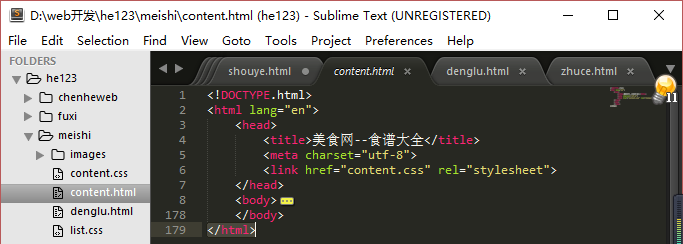 D:\web开发\he123\meishi\content.html (he123) - Sublime Text (UNREGISTERED)
File Edit Selection Find View Goto Tools Project Preferences Help
FOLDERS
he123
chenheweb
fuxi
meishi
images
content.css
content.html
denglu.html
list.css
shouye.html content.html denglu.html zhuce.html
1 <!DOCTYPE.html>
2 <html lang="en">
3 <head>
4 <title>美食网--食谱大全</title>
5 <meta charset="utf-8">
6 <link href="content.css" rel="stylesheet">
7 </head>
8 <body>
178 </body>
179 </html>